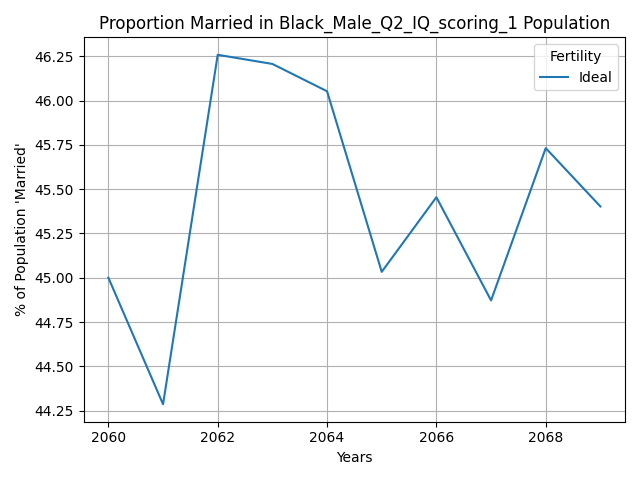 Proportion Married in Black_Male_Q2_IQ_scoring_1 Population
Fertility
Ideal
46.25
46.00
45.75
45.50
45.25
45.00
44.75
44.50
44.25
% of Population 'Married'
2060
2062
2064
2066
2068
Years